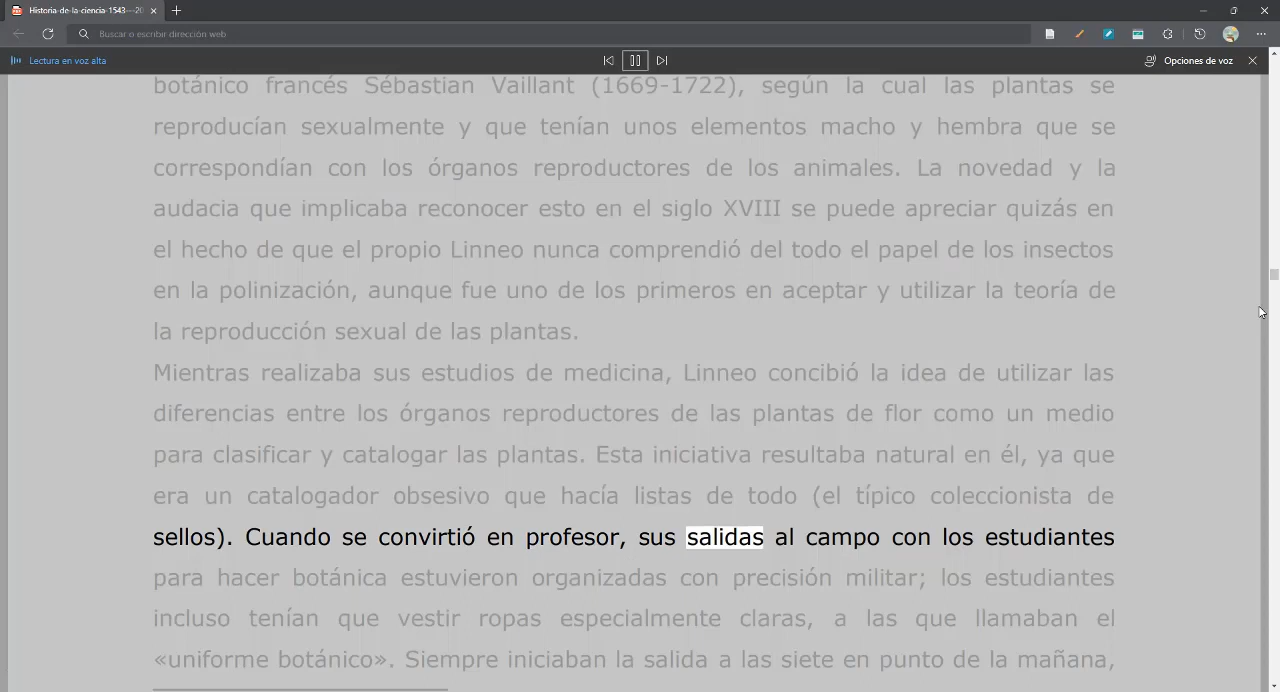 Historia-de-la-ciencia-1543---20
Buscar o escribir dirección web
Lectura en voz alta
Opciones de voz
botánico francés Sébastian Vaillant (1669-1722), según la cual las plantas se
reproducían sexualmente y que tenían unos elementos macho y hembra que se
correspondían con los órganos reproductores de los animales. La novedad y la
audacia que implicaba reconocer esto en el siglo XVIII se puede apreciar quizás en
el hecho de que el propio Linneo nunca comprendió del todo el papel de los insectos
en la polinización, aunque fue uno de los primeros en aceptar y utilizar la teoría de
la reproducción sexual de las plantas.
Mientras realizaba sus estudios de medicina, Linneo concibió la idea de utilizar las
diferencias entre los órganos reproductores de las plantas de flor como un medio
para clasificar y catalogar las plantas. Esta iniciativa resultaba natural en él, ya que
era un catalogador obsesivo que hacía listas de todo (el típico coleccionista de
sellos). Cuando se convirtió en profesor, sus salidas al campo con los estudiantes
para hacer botánica estuvieron organizadas con precisión militar; los estudiantes
incluso tenían que vestir ropas especialmente claras, a las que llamaban el
«uniforme botánico». Siempre iniciaban la salida a las siete en punto de la mañana,